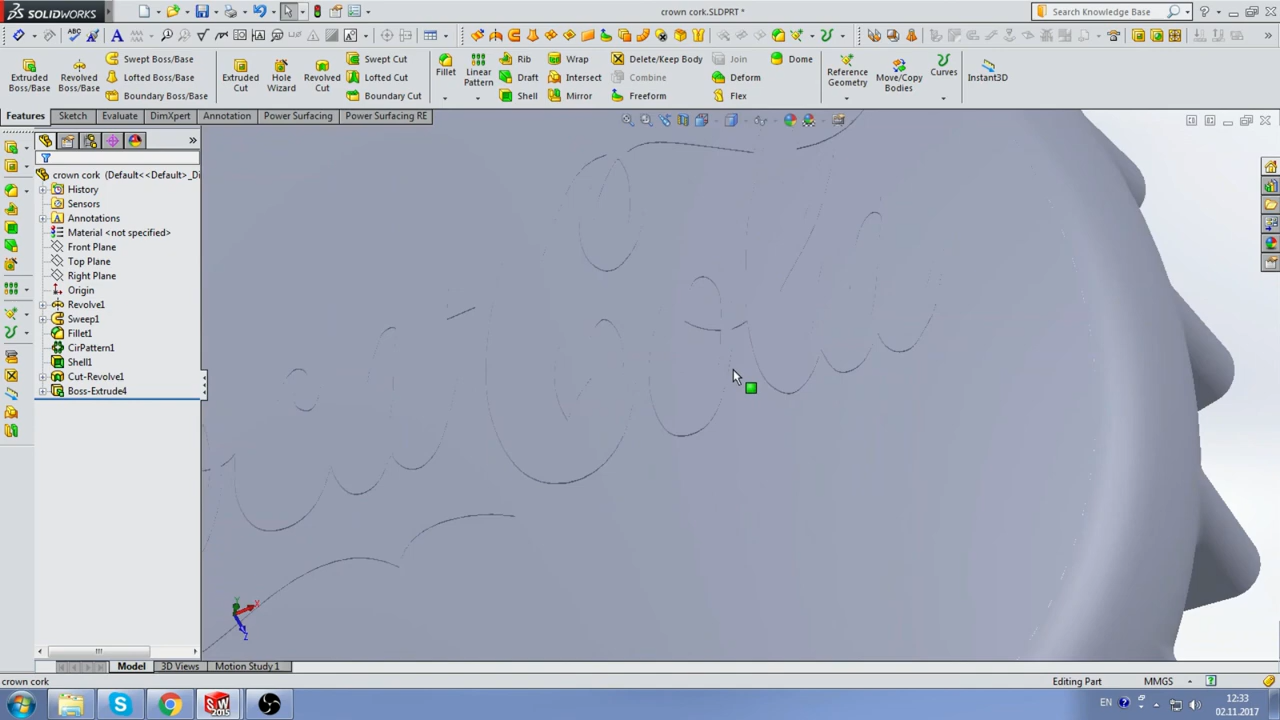 SOLIDWORKS
crown cork.SLDPRT *
Search Knowledge Base
Extruded Boss/Base
Revolved Boss/Base
Swept Boss/Base
Lofted Boss/Base
Boundary Boss/Base
Extruded Cut
Hole Wizard
Revolved Cut
Swept Cut
Lofted Cut
Boundary Cut
Fillet
Linear Pattern
Rib
Draft
Shell
Wrap
Intersect
Mirror
Delete/Keep Body
Combine
Freeform
Join
Deform
Flex
Dome
Reference Geometry
Move/Copy Bodies
Curves
Instant3D
Features
Sketch
Evaluate
DimXpert
Annotation
Power Surfacing
Power Surfacing RE
crown cork (Default<<Default>_Di
History
Sensors
Annotations
Material <not specified>
Front Plane
Top Plane
Right Plane
Origin
Revolve1
Sweep1
Fillet1
CirPattern1
Shell1
Cut-Revolve1
Boss-Extrude4
Y
X
Z
Model
3D Views
Motion Study 1
crown cork
Editing Part
MMGS
EN
12:33
02.11.2017